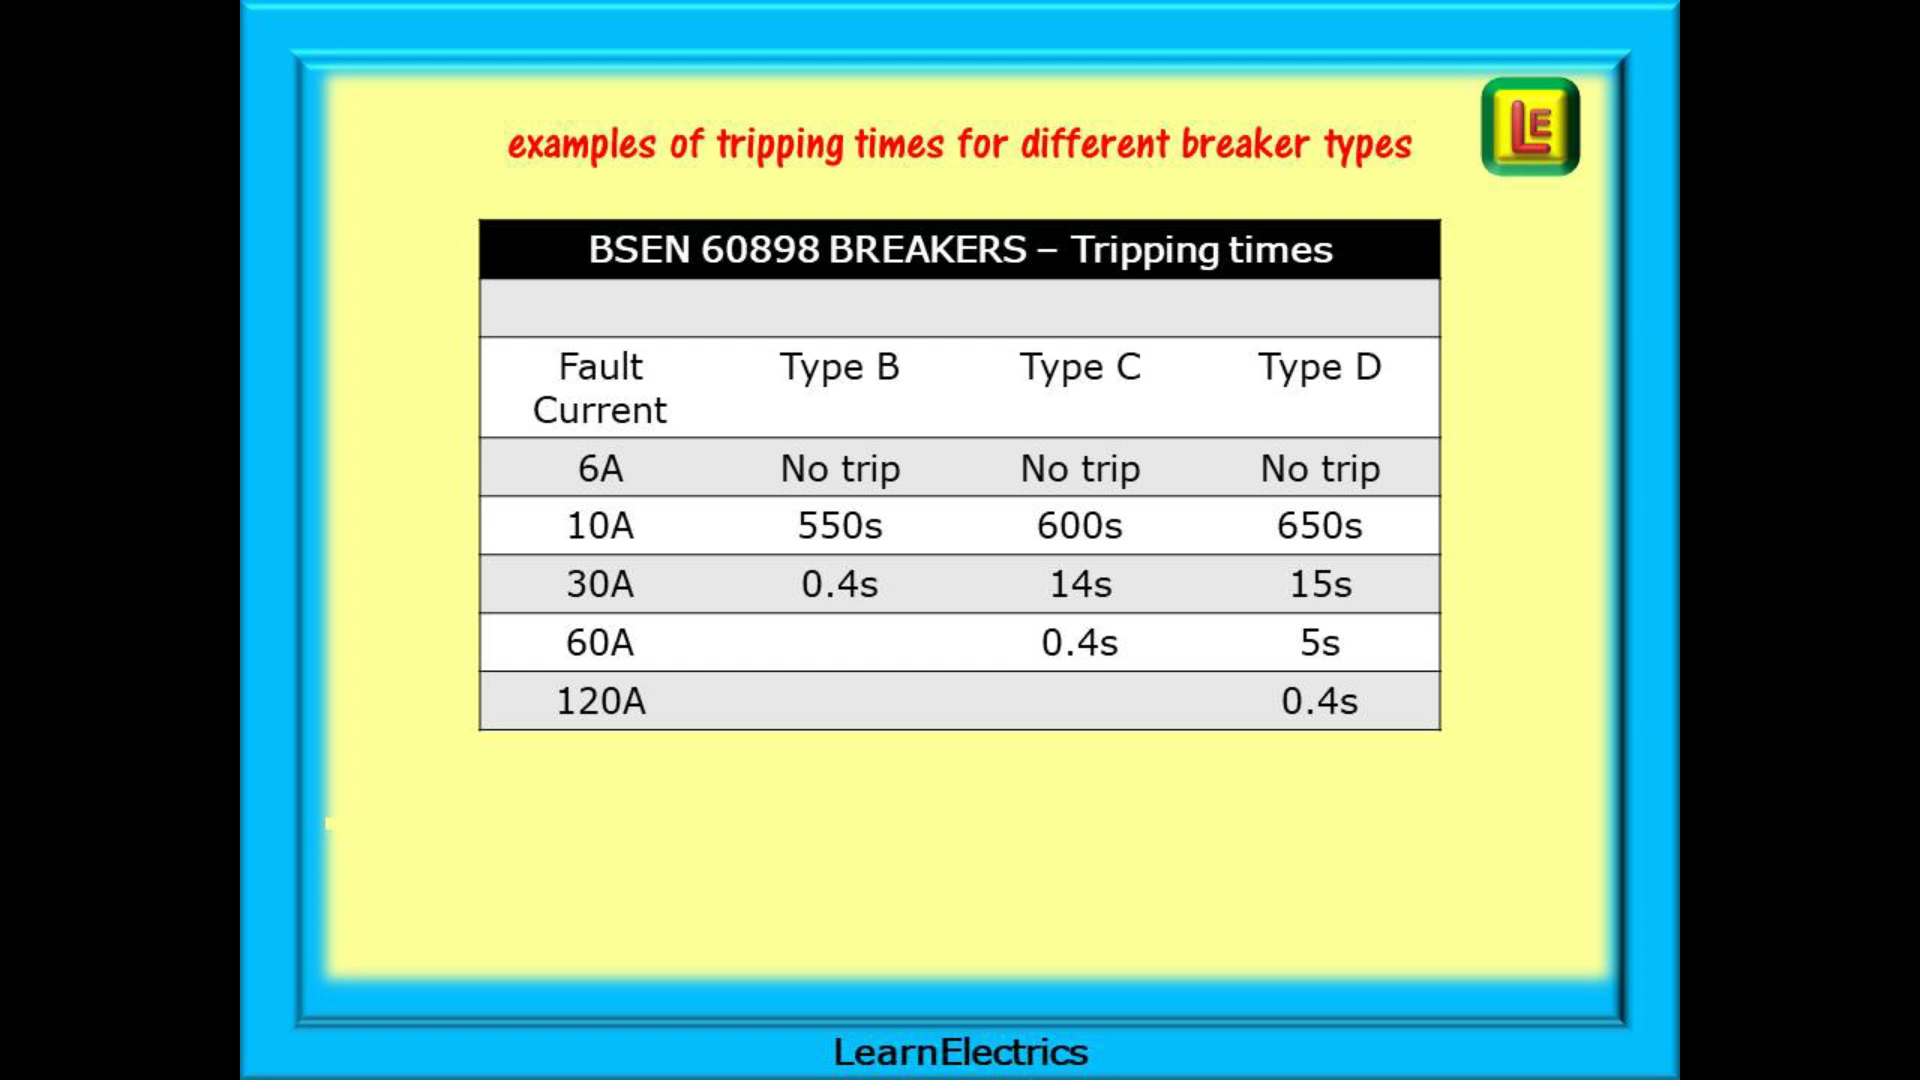 examples of tripping times for different breaker types
LE
BSEN 60898 BREAKERS – Tripping times
Fault Current Type B Type C Type D
6A No trip No trip No trip
10A 550s 600s 650s
30A 0.4s 14s 15s
60A 0.4s 5s
120A 0.4s
LearnElectrics